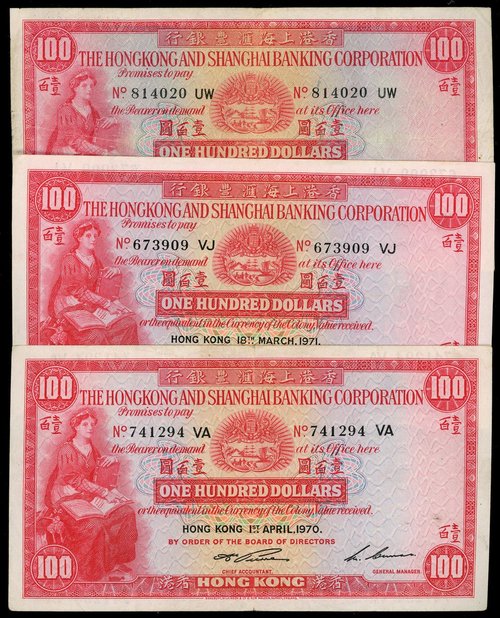 行銀豐滙海上港香
100 100
THE HONGKONG AND SHANGHAI BANKING CORPORATION
Promises to pay
壹百 壹百
Nº 814020 UW Nº 814020 UW
the Bearer on demand at its Office here
圓百壹 圓百壹
ONE HUNDRED DOLLARS
行銀豐滙海上港香
100 100
THE HONGKONG AND SHANGHAI BANKING CORPORATION
Promises to pay
壹百 壹百
Nº 673909 VJ Nº 673909 VJ
the Bearer on demand at its Office here
圓百壹 圓百壹
ONE HUNDRED DOLLARS
or the equivalent in the Currency of the Colony, value received.
HONG KONG 18TH MARCH, 1971.
行銀豐滙海上港香
100 100
THE HONGKONG AND SHANGHAI BANKING CORPORATION
Promises to pay
壹百 壹百
Nº 741294 VA Nº 741294 VA
the Bearer on demand at its Office here
圓百壹 圓百壹
ONE HUNDRED DOLLARS
or the equivalent in the Currency of the Colony, value received.
HONG KONG 1ST APRIL, 1970.
BY ORDER OF THE BOARD OF DIRECTORS
壹百
CHIEF ACCOUNTANT. GENERAL MANAGER.
100 港香 HONG KONG 港香 100